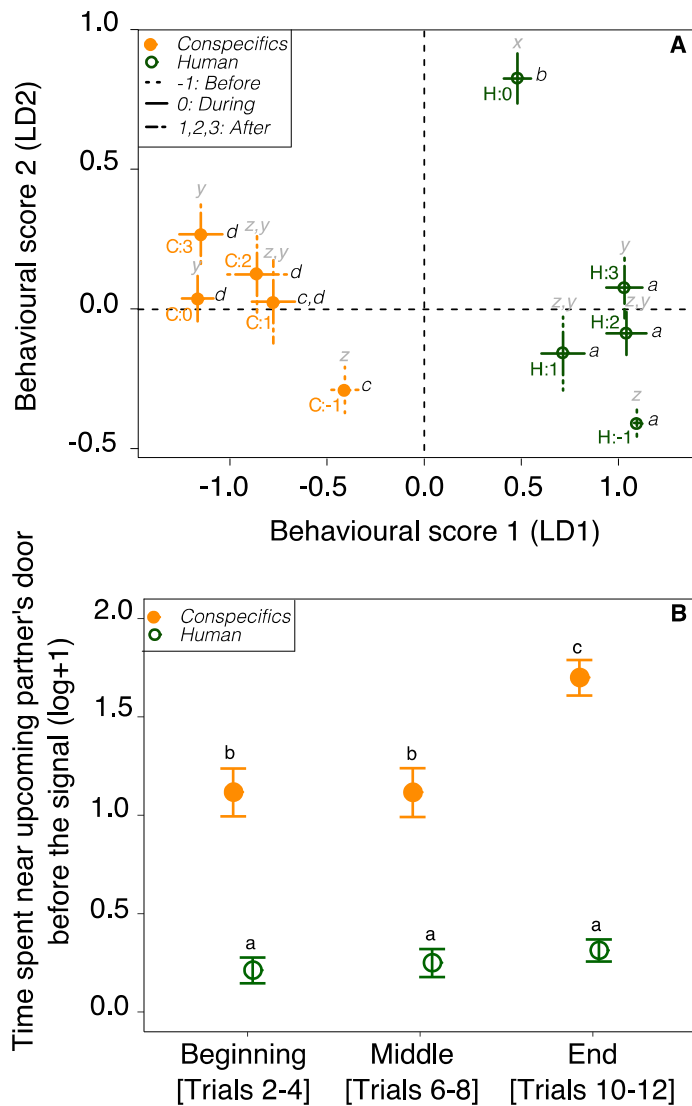 A
Conspecifics
Human
-1: Before
0: During
1,2,3: After
Behavioural score 2 (LD2)
1.0
0.5
0.0
-0.5
x
H:0 b
y
C:3 d
z,y
C:2 d
y
C:0 d
z,y
C:1 c,d
z
C:-1 c
y
H:3 a
z,y
H:2 a
z,y
H:1 a
z
H:-1 a
-1.0 -0.5 0.0 0.5 1.0
Behavioural score 1 (LD1)
B
Conspecifics
Human
Time spent near upcoming partner's door
before the signal (log+1)
2.0
1.5
1.0
0.5
0.0
b b c
a a a
Beginning Middle End
[Trials 2-4] [Trials 6-8] [Trials 10-12]